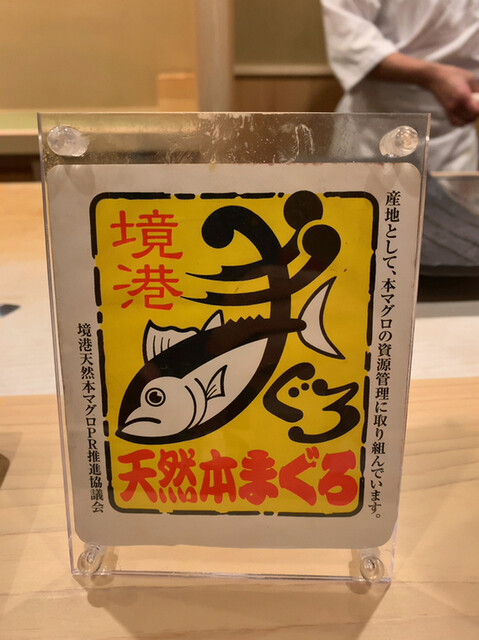 産地として、本マグロの資源管理に取り組んでいます。
境港
まぐろ
天然本まぐろ
境港天然本マグロPR推進協議会